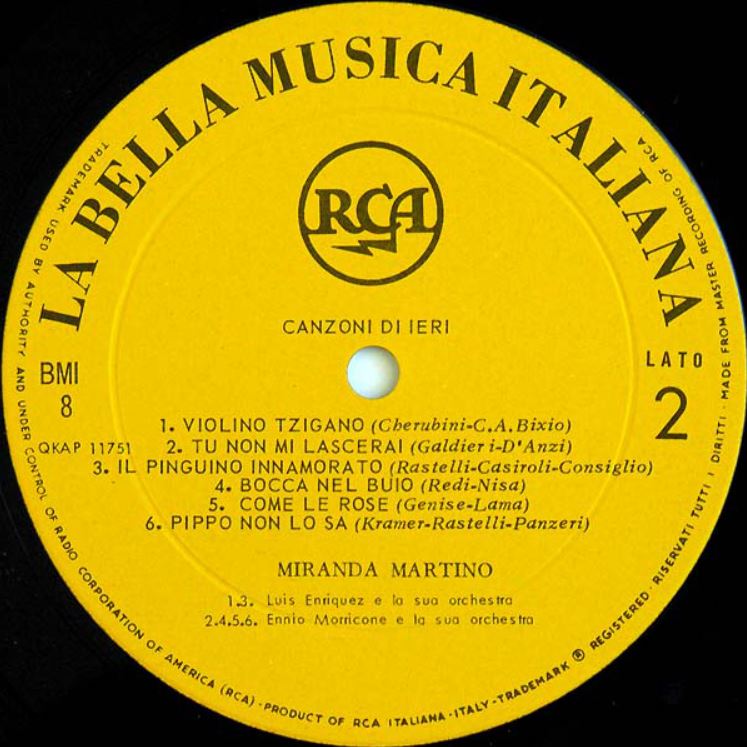 LA BELLA MUSICA ITALIANA
TRADEMARK USED BY AUTHORITY AND UNDER CONTROL OF RADIO CORPORATION OF AMERICA (RCA) · PRODUCT OF RCA ITALIANA · ITALY - TRADEMARK ® REGISTERED · RISERVATI TUTTI I DIRITTI · MADE FROM MASTER RECORDING OF RCA
RCA
CANZONI DI IERI
BMI
8
LATO
2
QKAP 11751
1. VIOLINO TZIGANO (Cherubini-C.A.Bixio)
2. TU NON MI LASCERAI (Galdieri-D'Anzi)
3. IL PINGUINO INNAMORATO (Rastelli-Casiroli-Consiglio)
4. BOCCA NEL BUIO (Redi-Nisa)
5. COME LE ROSE (Genise-Lama)
6. PIPPO NON LO SA (Kramer-Rastelli-Panzeri)
MIRANDA MARTINO
1.3. Luis Enriquez e la sua orchestra
2.4.5.6. Ennio Morricone e la sua orchestra